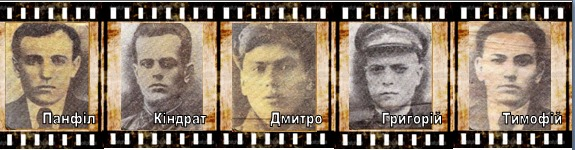 Панфіл
Кіндрат
Дмитро
Григорій
Тимофій